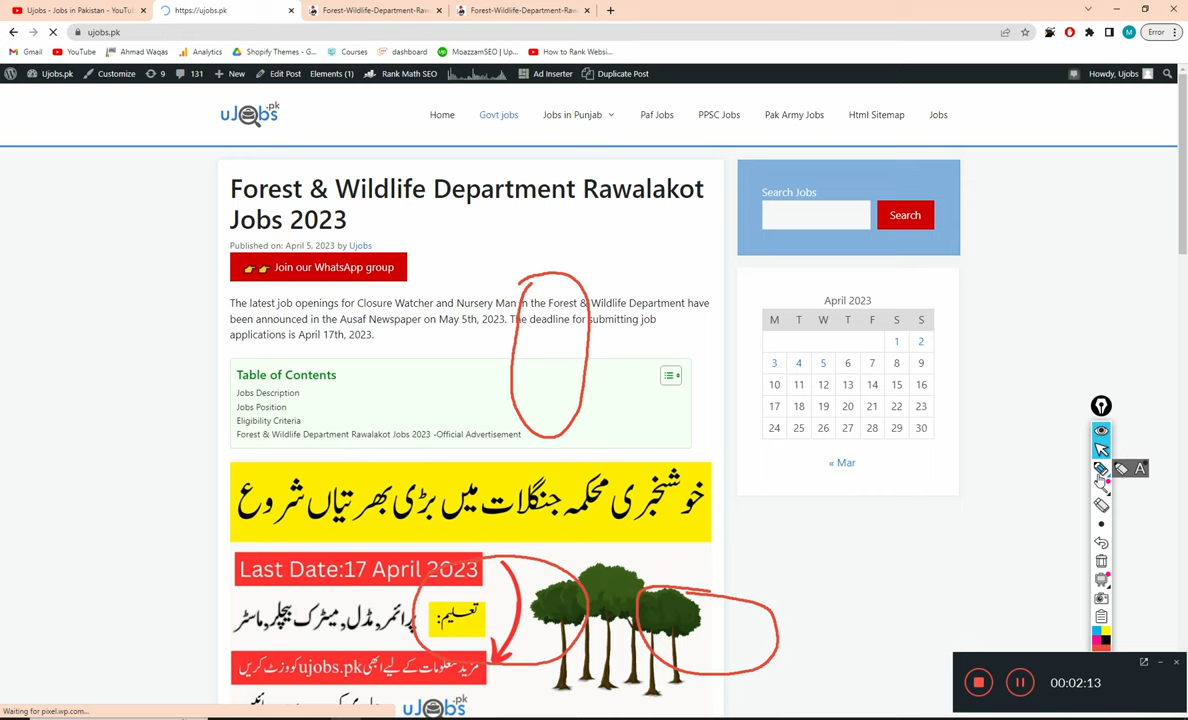 Ujobs - Jobs in Pakistan - YouTu
https://ujobs.pk
Forest-Wildlife-Department-Raw
Forest-Wildlife-Department-Raw
ujobs.pk
Error
Gmail
YouTube
Ahmad Waqas
Analytics
Shopify Themes - G...
Courses
dashboard
MoazzamSEO | Up...
How to Rank Websi...
Ujobs.pk
Customize
9
131
New
Edit Post
Elements (1)
Rank Math SEO
Ad Inserter
Duplicate Post
Howdy, Ujobs
uJobs.pk
Home
Govt jobs
Jobs in Punjab
Paf Jobs
PPSC Jobs
Pak Army Jobs
Html Sitemap
Jobs
Forest & Wildlife Department Rawalakot
Jobs 2023
Published on: April 5, 2023 by Ujobs
👉👉 Join our WhatsApp group
The latest job openings for Closure Watcher and Nursery Man in the Forest & Wildlife Department have
been announced in the Ausaf Newspaper on May 5th, 2023. The deadline for submitting job
applications is April 17th, 2023.
Table of Contents
Jobs Description
Jobs Position
Eligibility Criteria
Forest & Wildlife Department Rawalakot Jobs 2023 -Official Advertisement
خوشخبری محکمہ جنگلات میں بڑی بھرتیاں شروع
Last Date:17 April 2023
تعلیم: پرائمر,مڈل,میٹرک,بیچلر,ماسٹر
مزید معلومات کے لیے ابھی ujobs.pk کو وزٹ کریں
uJobs.pk
Search Jobs
Search
April 2023
M T W T F S S
1 2
3 4 5 6 7 8 9
10 11 12 13 14 15 16
17 18 19 20 21 22 23
24 25 26 27 28 29 30
« Mar
A
00:02:13
Waiting for pixel.wp.com...